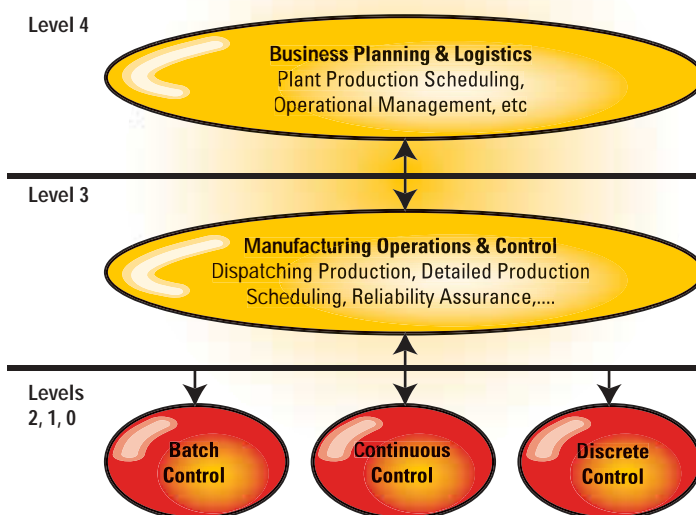 Level 4
Business Planning & Logistics
Plant Production Scheduling,
Operational Management, etc
Level 3
Manufacturing Operations & Control
Dispatching Production, Detailed Production
Scheduling, Reliability Assurance,....
Levels
2, 1, 0
Batch
Control
Continuous
Control
Discrete
Control